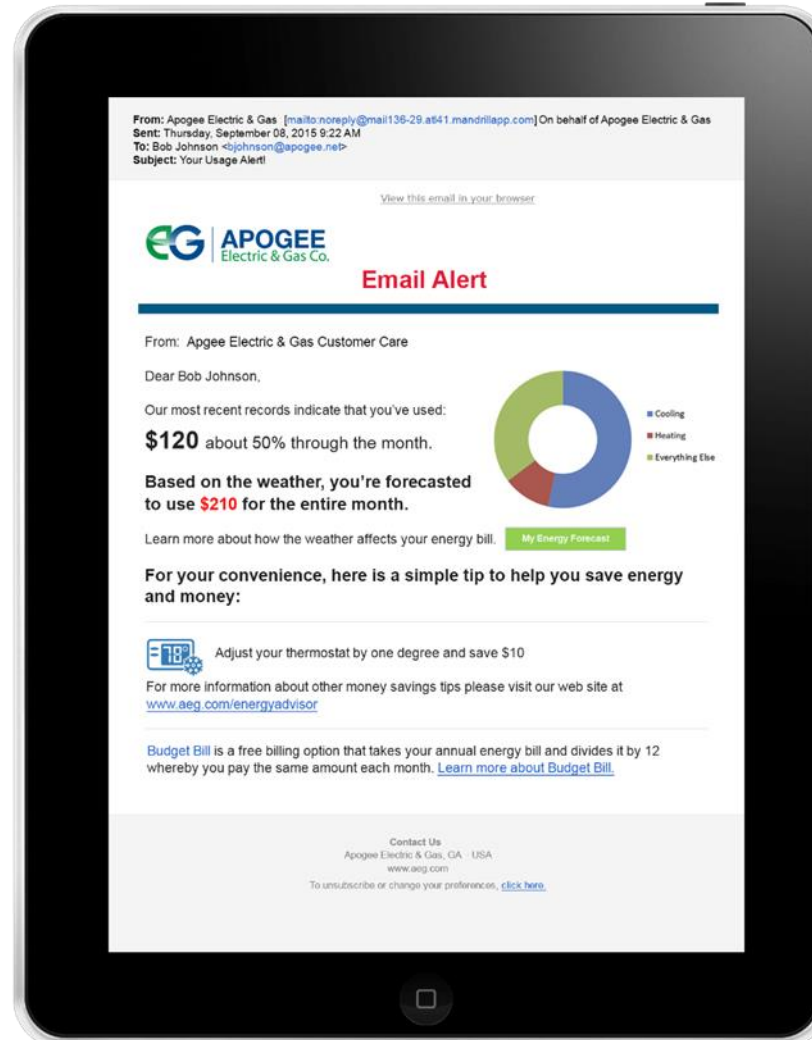 From: Apogee Electric & Gas [mailto:noreply@mail136-29.atl41.mandrillapp.com] On behalf of Apogee Electric & Gas
Sent: Thursday, September 08, 2015 9:22 AM
To: Bob Johnson <bjohnson@apogee.net>
Subject: Your Usage Alert!
View this email in your browser
eG APOGEE
Electric & Gas Co.
Email Alert
From: Apgee Electric & Gas Customer Care
Dear Bob Johnson,
Our most recent records indicate that you've used:
$120 about 50% through the month.
Based on the weather, you're forecasted
to use $210 for the entire month.
Cooling
Heating
Everything Else
Learn more about how the weather affects your energy bill.
My Energy Forecast
For your convenience, here is a simple tip to help you save energy
and money:
78°
Adjust your thermostat by one degree and save $10
For more information about other money savings tips please visit our web site at
www.aeg.com/energyadvisor
Budget Bill is a free billing option that takes your annual energy bill and divides it by 12
whereby you pay the same amount each month. Learn more about Budget Bill.
Contact Us
Apogee Electric & Gas, GA · USA
www.aeg.com
To unsubscribe or change your preferences, click here.